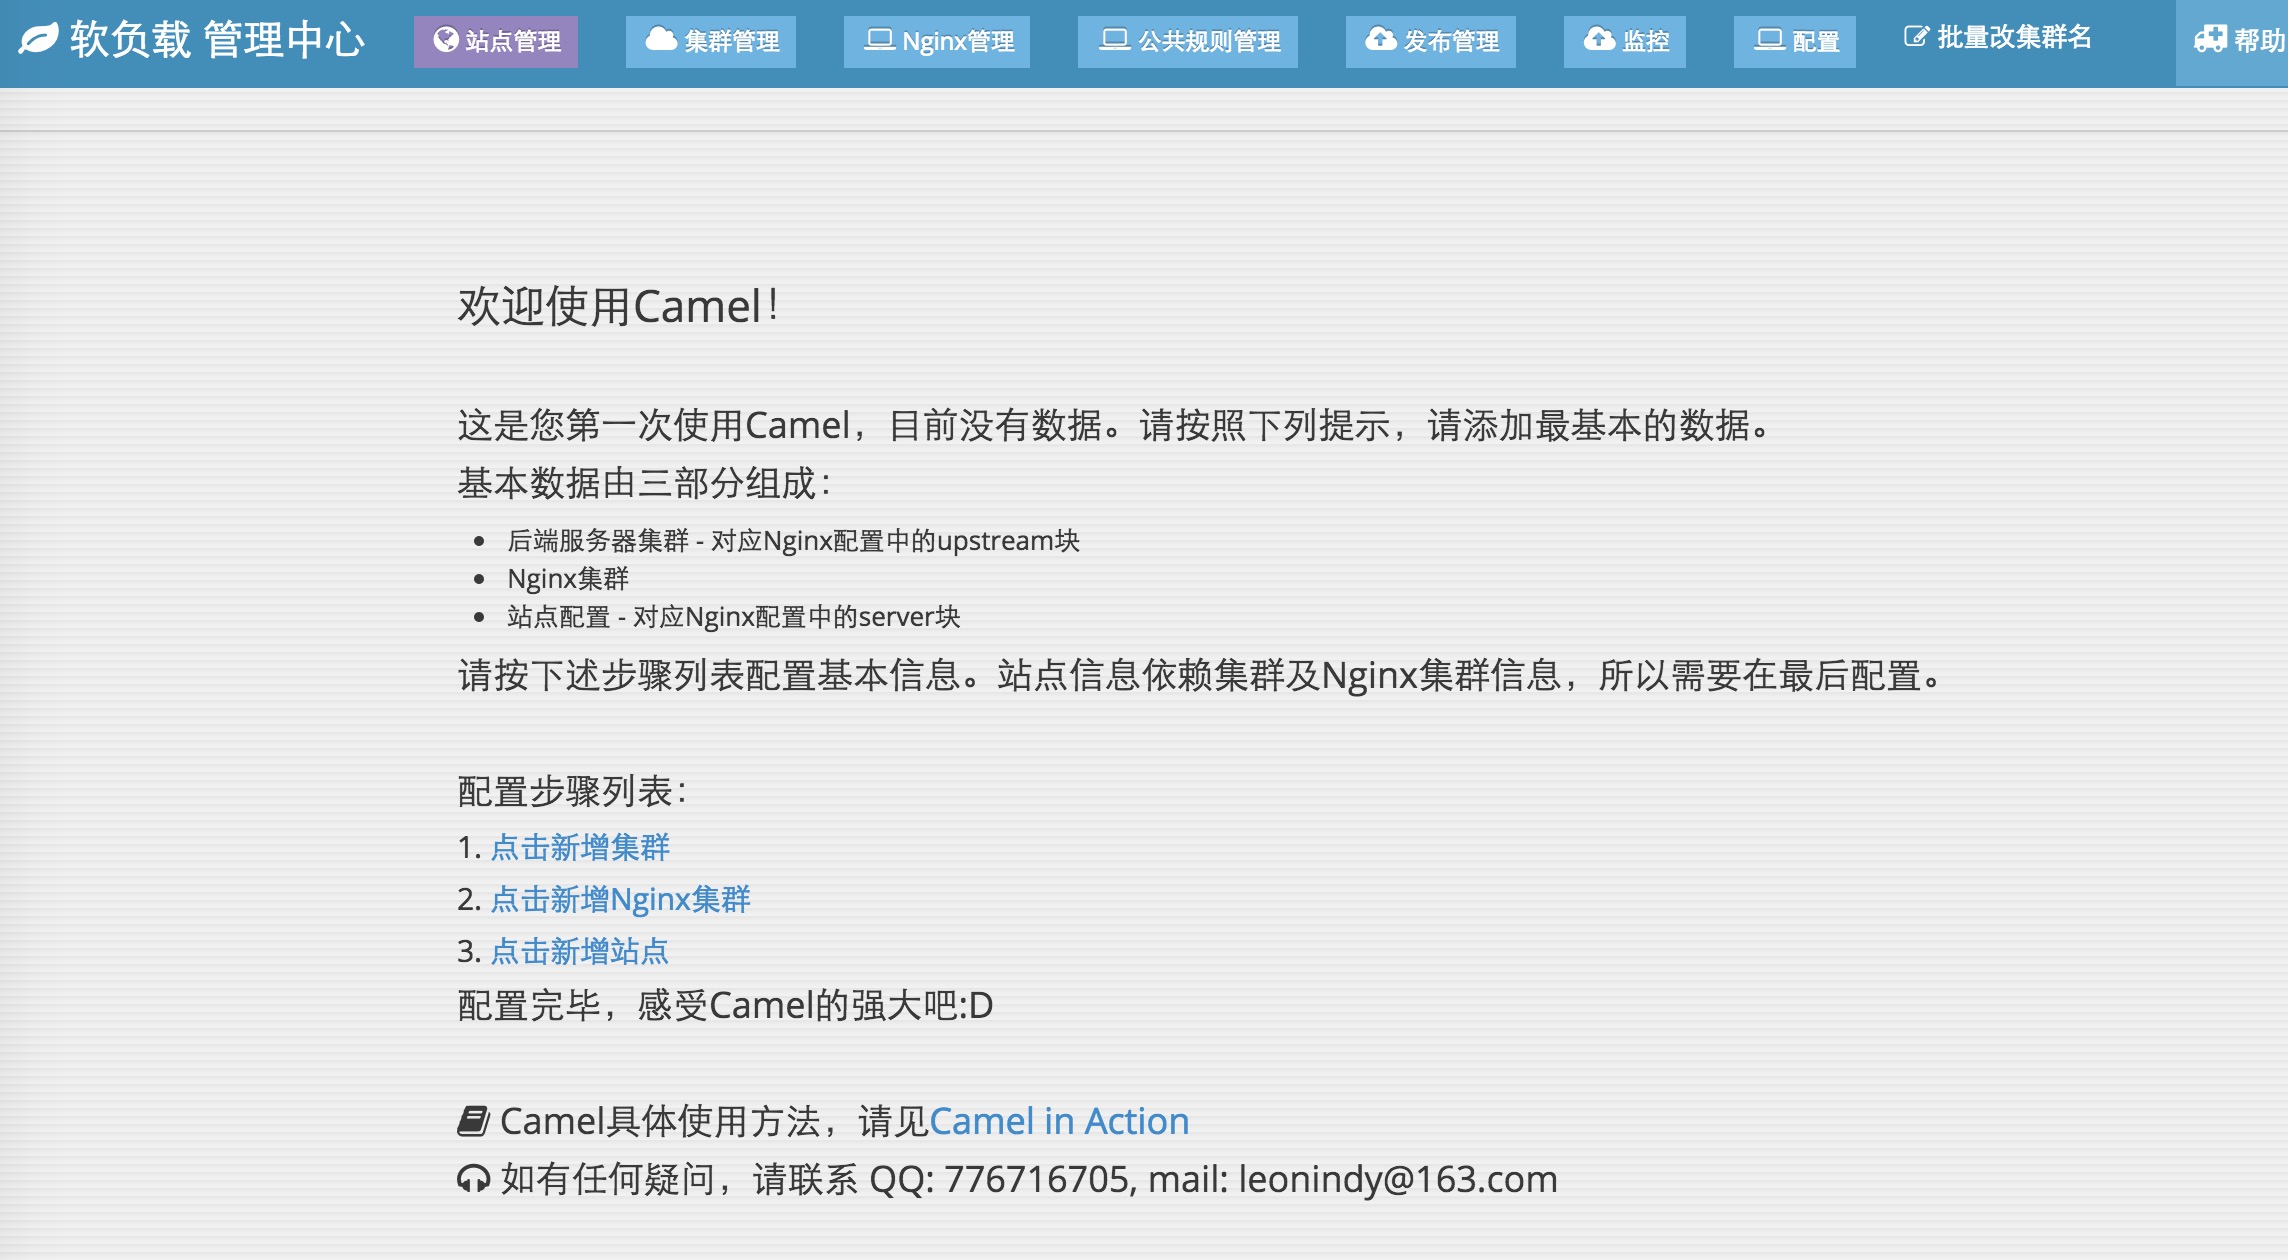 软负载 管理中心 站点管理 集群管理 Nginx管理 公共规则管理 发布管理 监控 配置 批量改集群名 帮助
欢迎使用Camel！
这是您第一次使用Camel，目前没有数据。请按照下列提示，请添加最基本的数据。
基本数据由三部分组成：
后端服务器集群 - 对应Nginx配置中的upstream块
Nginx集群
站点配置 - 对应Nginx配置中的server块
请按下述步骤列表配置基本信息。站点信息依赖集群及Nginx集群信息，所以需要在最后配置。
配置步骤列表：
1. 点击新增集群
2. 点击新增Nginx集群
3. 点击新增站点
配置完毕，感受Camel的强大吧:D
Camel具体使用方法，请见Camel in Action
如有任何疑问，请联系 QQ: 776716705, mail: leonindy@163.com